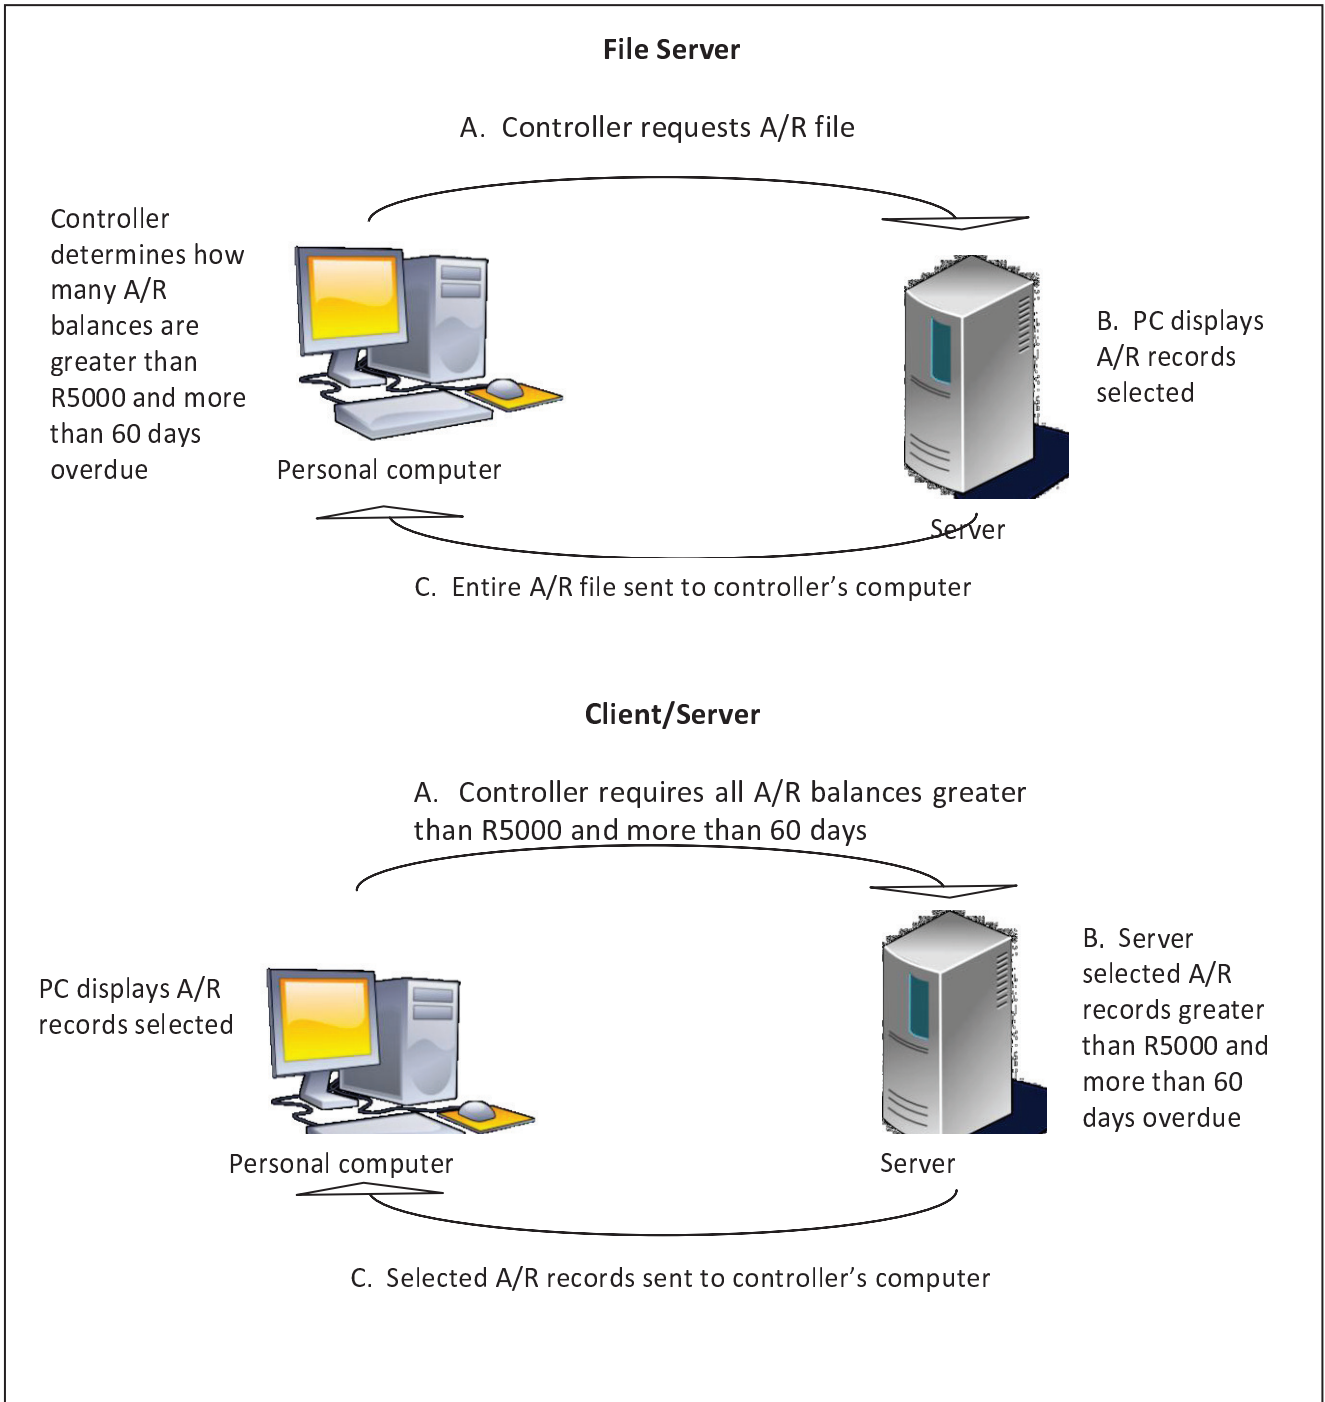 File Server
A. Controller requests A/R file
Controller
determines how
many A/R
balances are
greater than
R5000 and more
than 60 days
overdue
Personal computer
B. PC displays
A/R records
selected
Server
C. Entire A/R file sent to controller’s computer
Client/Server
A. Controller requires all A/R balances greater
than R5000 and more than 60 days
PC displays A/R
records selected
Personal computer
B. Server
selected A/R
records greater
than R5000 and
more than 60
days overdue
Server
C. Selected A/R records sent to controller’s computer